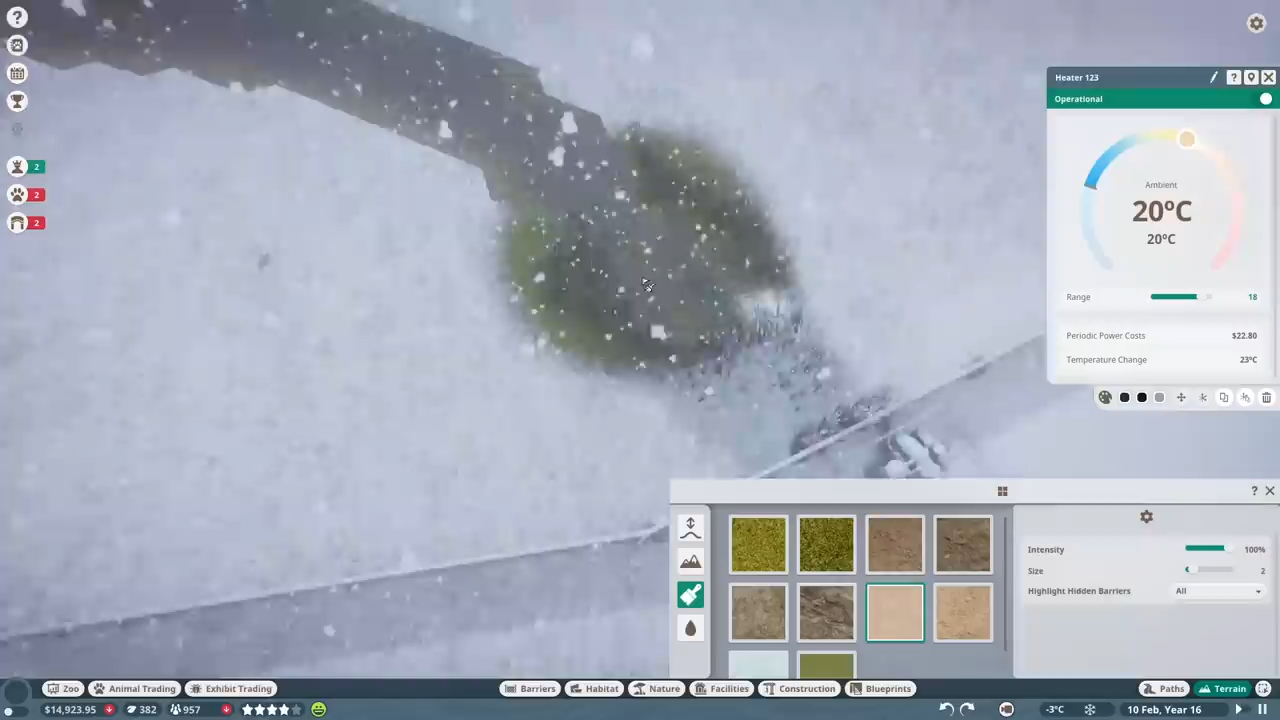 ?
2
2
2
Heater 123
?
Operational
Ambient
20°C
20°C
Range 18
Periodic Power Costs $22.80
Temperature Change 23°C
?
Intensity 100%
Size 2
Highlight Hidden Barriers All
Zoo Animal Trading Exhibit Trading Barriers Habitat Nature Facilities Construction Blueprints Paths Terrain
$14,923.95 382 957 -3°C 10 Feb, Year 16